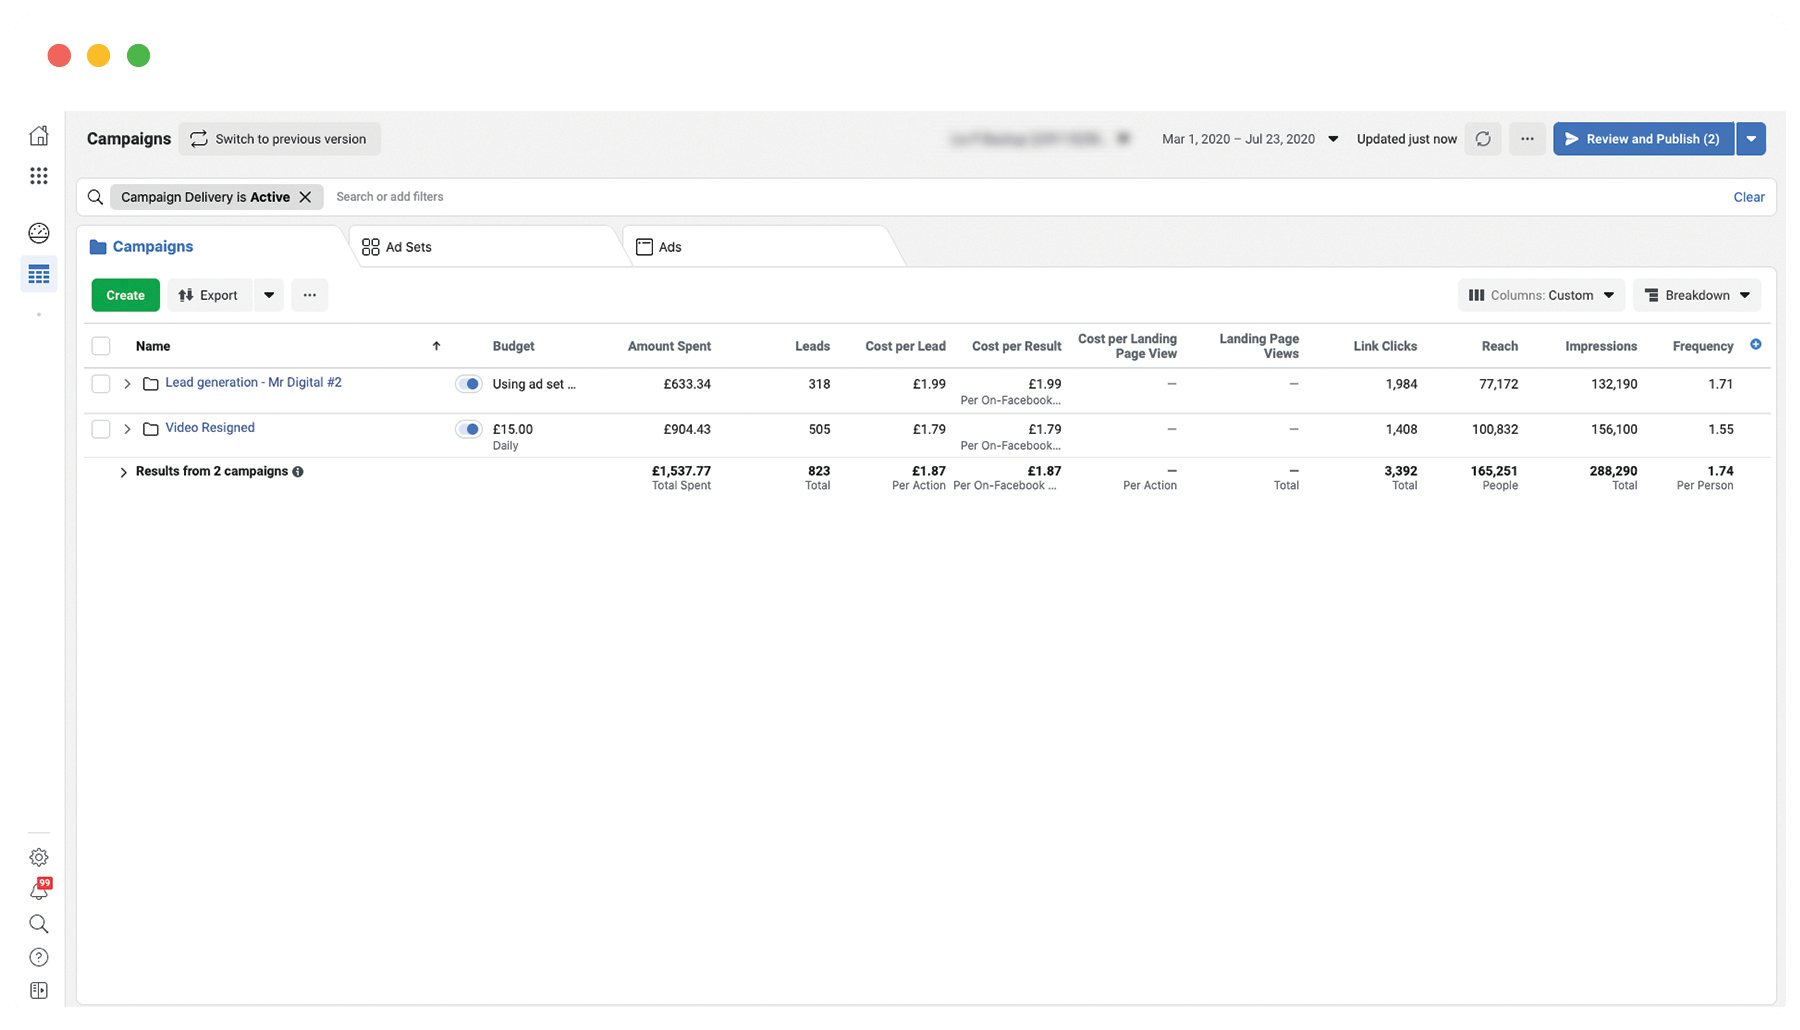 Campaigns Switch to previous version Mar 1, 2020 – Jul 23, 2020 Updated just now ... Review and Publish (2)
Campaign Delivery is Active Search or add filters Clear
Campaigns Ad Sets Ads
Create Export ... Columns: Custom Breakdown
Name Budget Amount Spent Leads Cost per Lead Cost per Result Cost per Landing Page View Landing Page Views Link Clicks Reach Impressions Frequency
Lead generation - Mr Digital #2 Using ad set ... £633.34 318 £1.99 £1.99 — — 1,984 77,172 132,190 1.71
Per On-Facebook...
Video Resigned £15.00 £904.43 505 £1.79 £1.79 — — 1,408 100,832 156,100 1.55
Daily Per On-Facebook...
Results from 2 campaigns £1,537.77 823 £1.87 £1.87 — — 3,392 165,251 288,290 1.74
Total Spent Total Per Action Per On-Facebook ... Per Action Total Total People Total Per Person
99